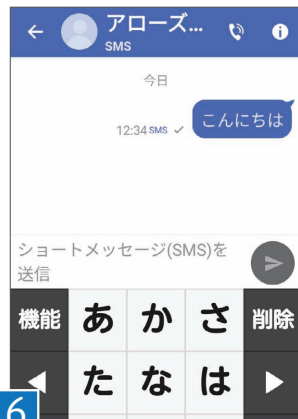 アローズ...
SMS
今日
12:34 SMS
こんにちは
ショートメッセージ(SMS)を
送信
機能 あ か さ 削除
た な は
6